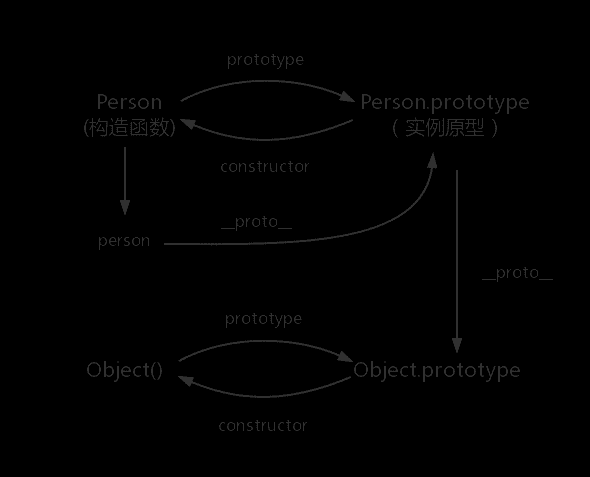 prototype
Person
Person.prototype
(构造函数)
( 实例原型 )
constructor
__proto__
person
__proto__
prototype
Object()
Object.prototype
constructor